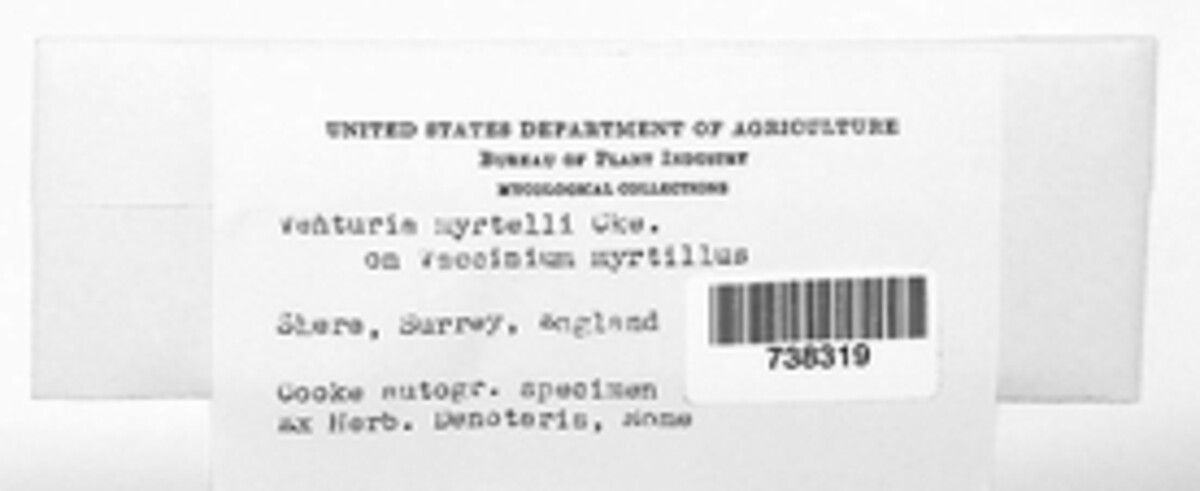 UNITED STATES DEPARTMENT OF AGRICULTURE
BUREAU OF PLANT INDUSTRY
MYCOLOGICAL COLLECTIONS
Venturia myrtelli Cke.
on Vaccinium myrtillus
Shere, Surrey, England
738319
Cooke autogr. specimen
ex Herb. Denotaris, Rome